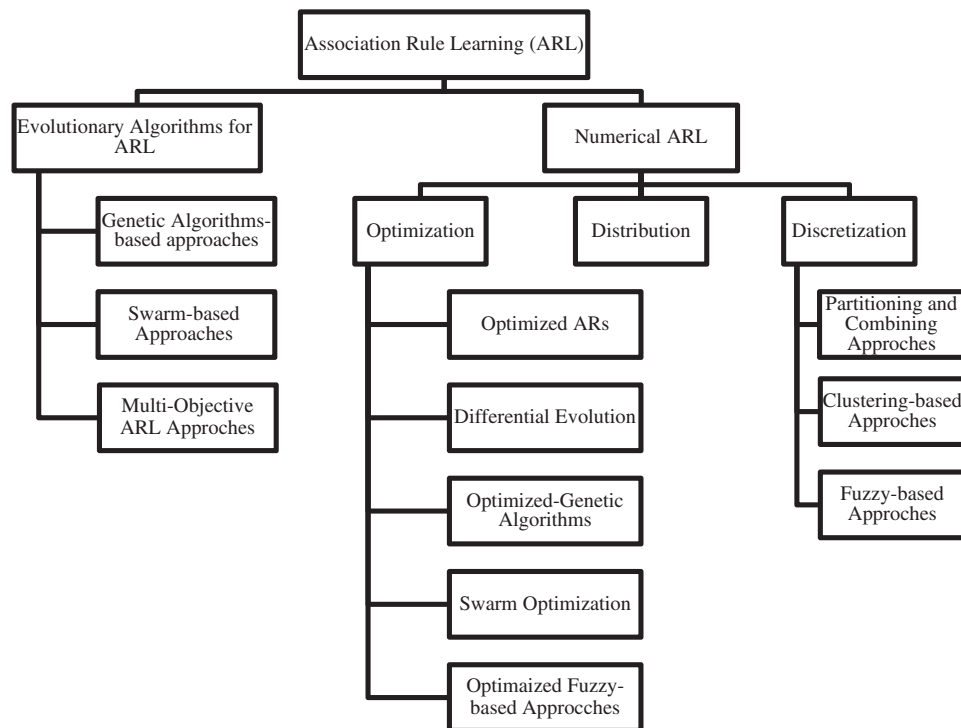 Association Rule Learning (ARL)
Evolutionary Algorithms for
ARL
Numerical ARL
Genetic Algorithms-
based approaches
Swarm-based
Approaches
Multi-Objective
ARL Approches
Optimization
Distribution
Discretization
Optimized ARs
Differential Evolution
Optimized-Genetic
Algorithms
Swarm Optimization
Optimaized Fuzzy-
based Approcches
Partitioning and
Combining
Approches
Clustering-based
Approches
Fuzzy-based
Approches